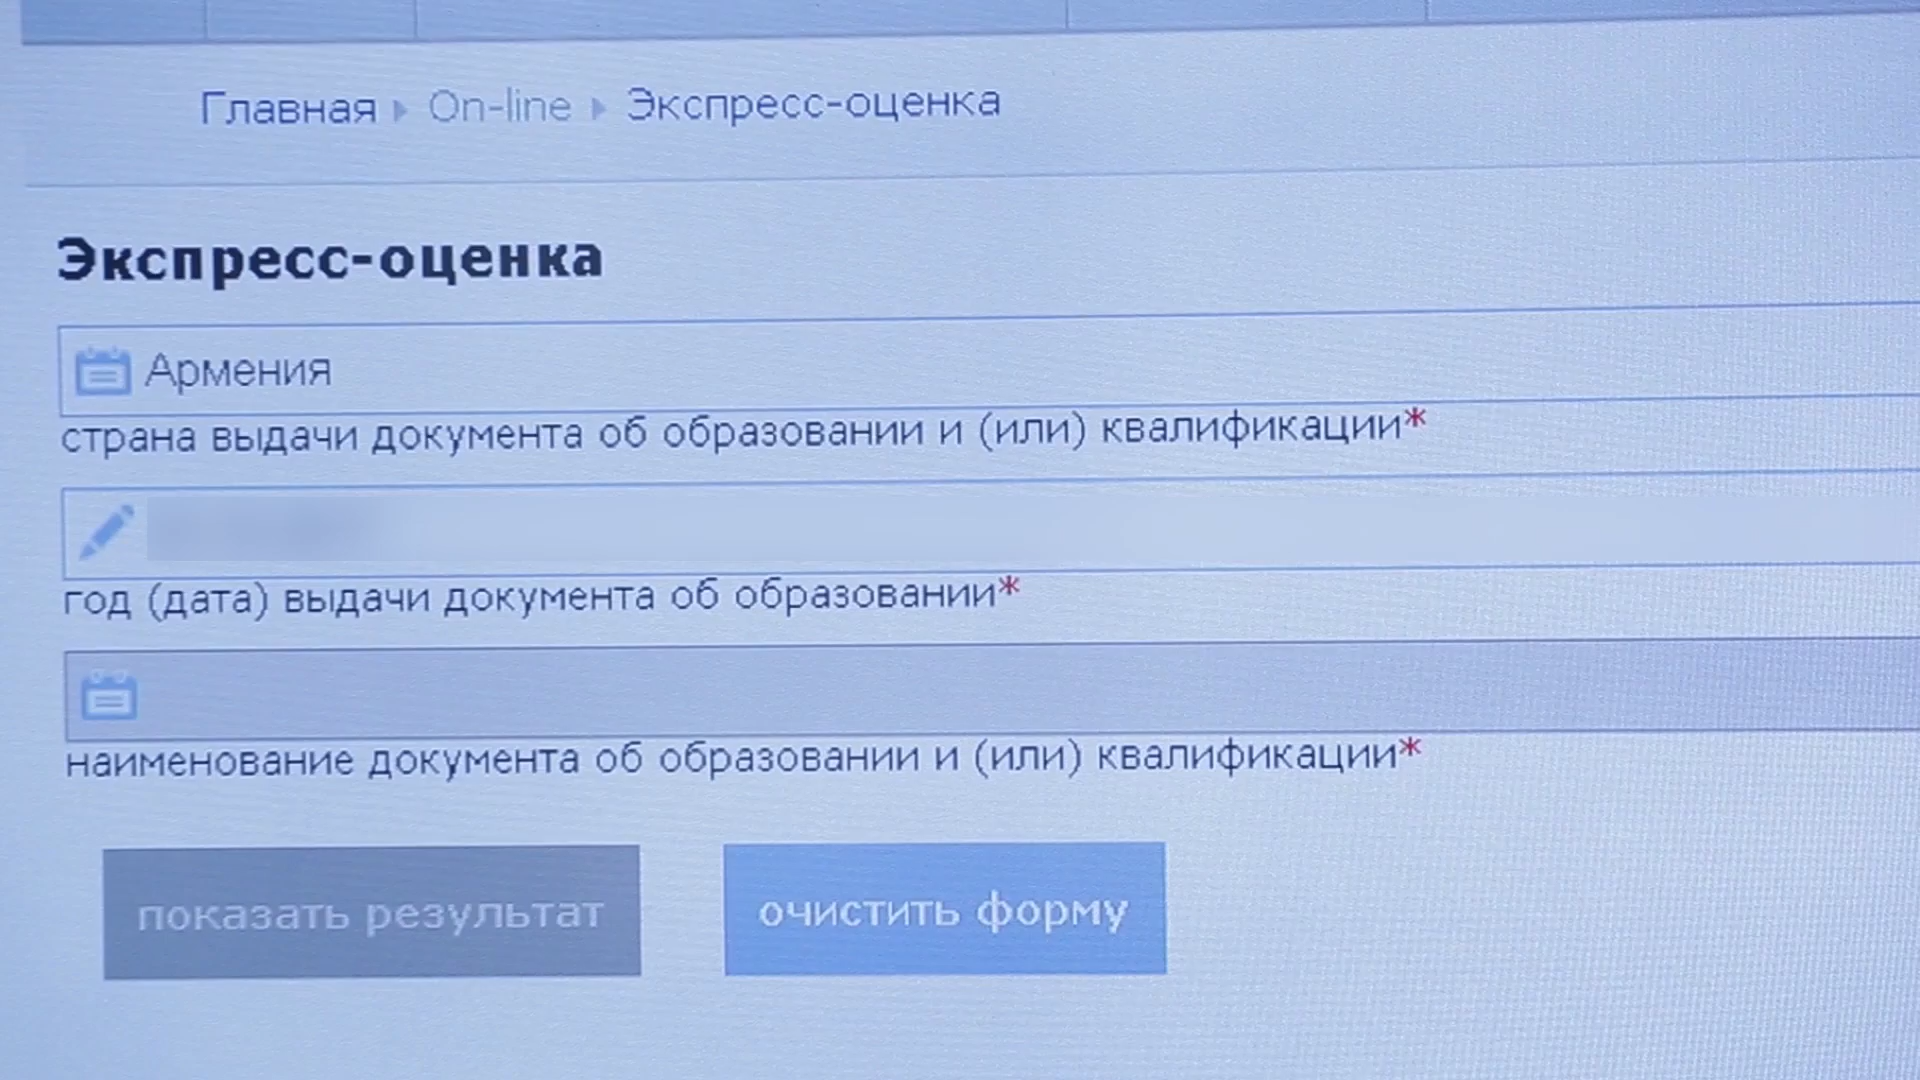 Главная On-line Экспресс-оценка
Экспресс-оценка
Армения
страна выдачи документа об образовании и (или) квалификации*
год (дата) выдачи документа об образовании*
наименование документа об образовании и (или) квалификации*
показать результат
очистить форму